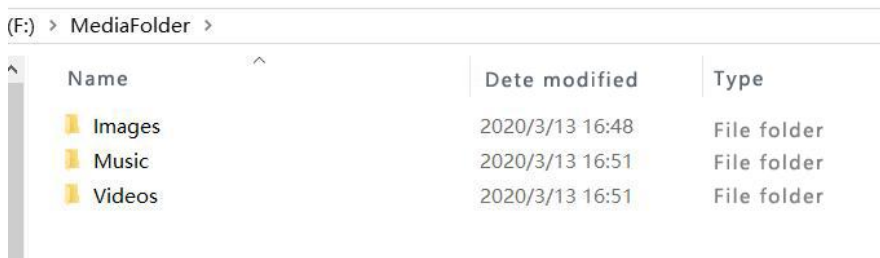 (F:) > MediaFolder >
Name Dete modified Type
Images 2020/3/13 16:48 File folder
Music 2020/3/13 16:51 File folder
Videos 2020/3/13 16:51 File folder